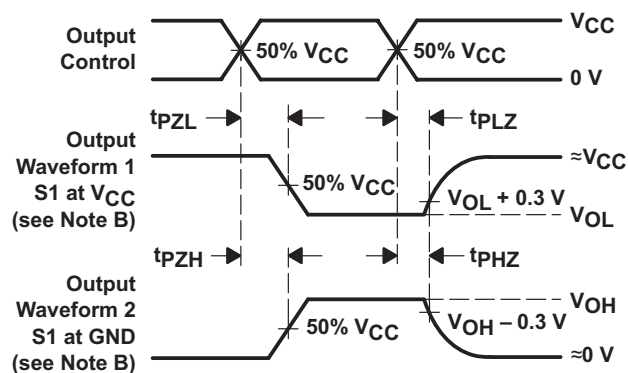 Output
Control
50% VCC
50% VCC
VCC
0 V
tPZL
tPLZ
Output
Waveform 1
S1 at VCC
(see Note B)
50% VCC
≈VCC
VOL + 0.3 V
VOL
tPZH
tPHZ
Output
Waveform 2
S1 at GND
(see Note B)
50% VCC
VOH
VOH – 0.3 V
≈0 V